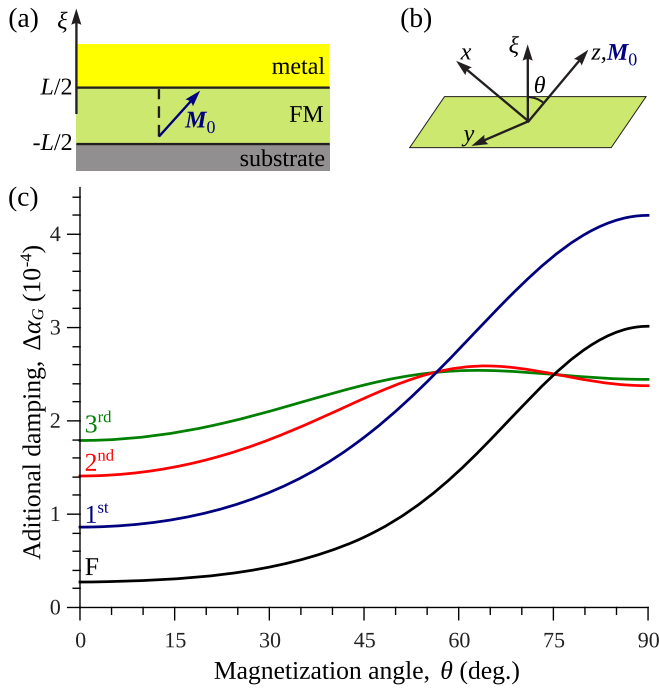 (a)
ξ
metal
L/2
FM
M₀
-L/2
substrate
(b)
x
ξ
z,M₀
θ
y
(c)
Aditional damping, Δα_G (10⁻⁴)
4
3
2
1
0
3ʳᵈ
2ⁿᵈ
1ˢᵗ
F
0 15 30 45 60 75 90
Magnetization angle, θ (deg.)